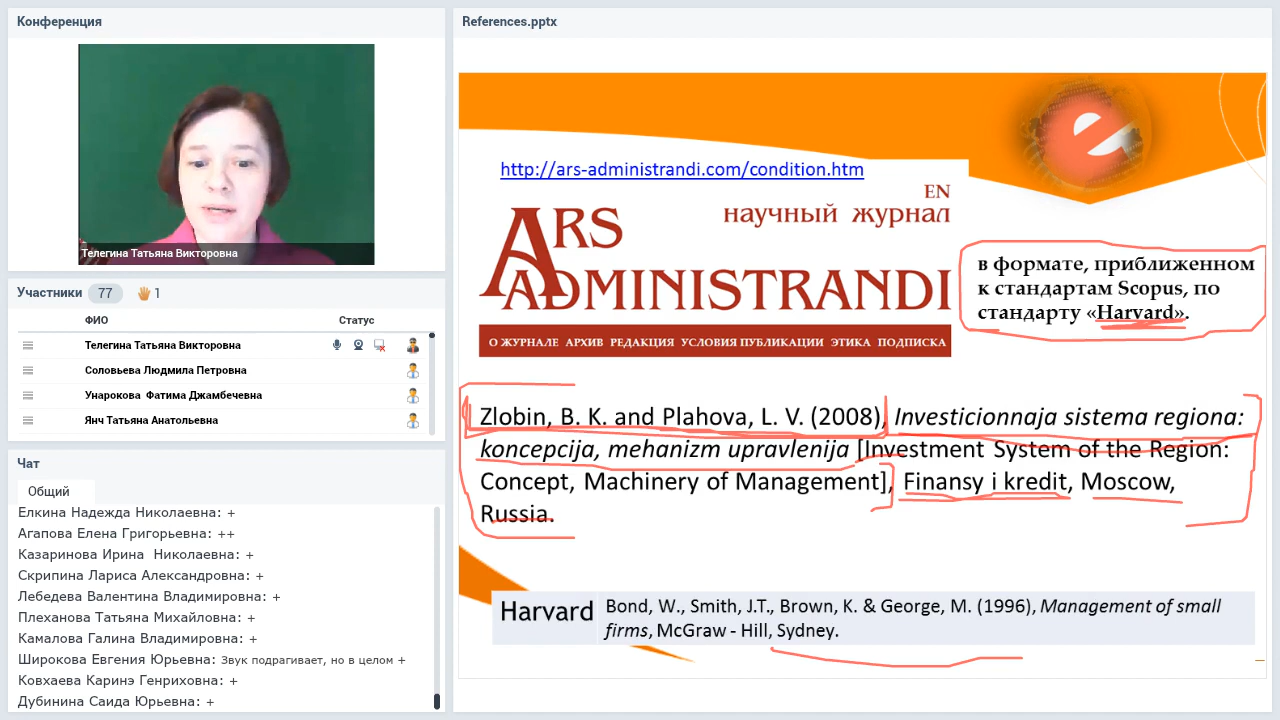 Конференция
Телегина Татьяна Викторовна
Участники 77 1
ФИО Статус
Телегина Татьяна Викторовна
Соловьева Людмила Петровна
Унарокова Фатима Джамбечевна
Янч Татьяна Анатольевна
Чат
Общий
Елкина Надежда Николаевна: +
Агапова Елена Григорьевна: ++
Казаринова Ирина Николаевна: +
Скрипина Лариса Александровна: +
Лебедева Валентина Владимировна: +
Плеханова Татьяна Михайловна: +
Камалова Галина Владимировна: +
Широкова Евгения Юрьевна: Звук подрагивает, но в целом +
Ковхаева Каринэ Генриховна: +
Дубинина Саида Юрьевна: +
References.pptx
http://ars-administrandi.com/condition.htm
EN
научный журнал
ARS
ADMINISTRANDI
О ЖУРНАЛЕ АРХИВ РЕДАКЦИЯ УСЛОВИЯ ПУБЛИКАЦИИ ЭТИКА ПОДПИСКА
в формате, приближенном
к стандартам Scopus, по
стандарту «Harvard».
Zlobin, B. K. and Plahova, L. V. (2008), Investicionnaja sistema regiona:
koncepcija, mehanizm upravlenija [Investment System of the Region:
Concept, Machinery of Management], Finansy i kredit, Moscow,
Russia.
Harvard
Bond, W., Smith, J.T., Brown, K. & George, M. (1996), Management of small
firms, McGraw - Hill, Sydney.